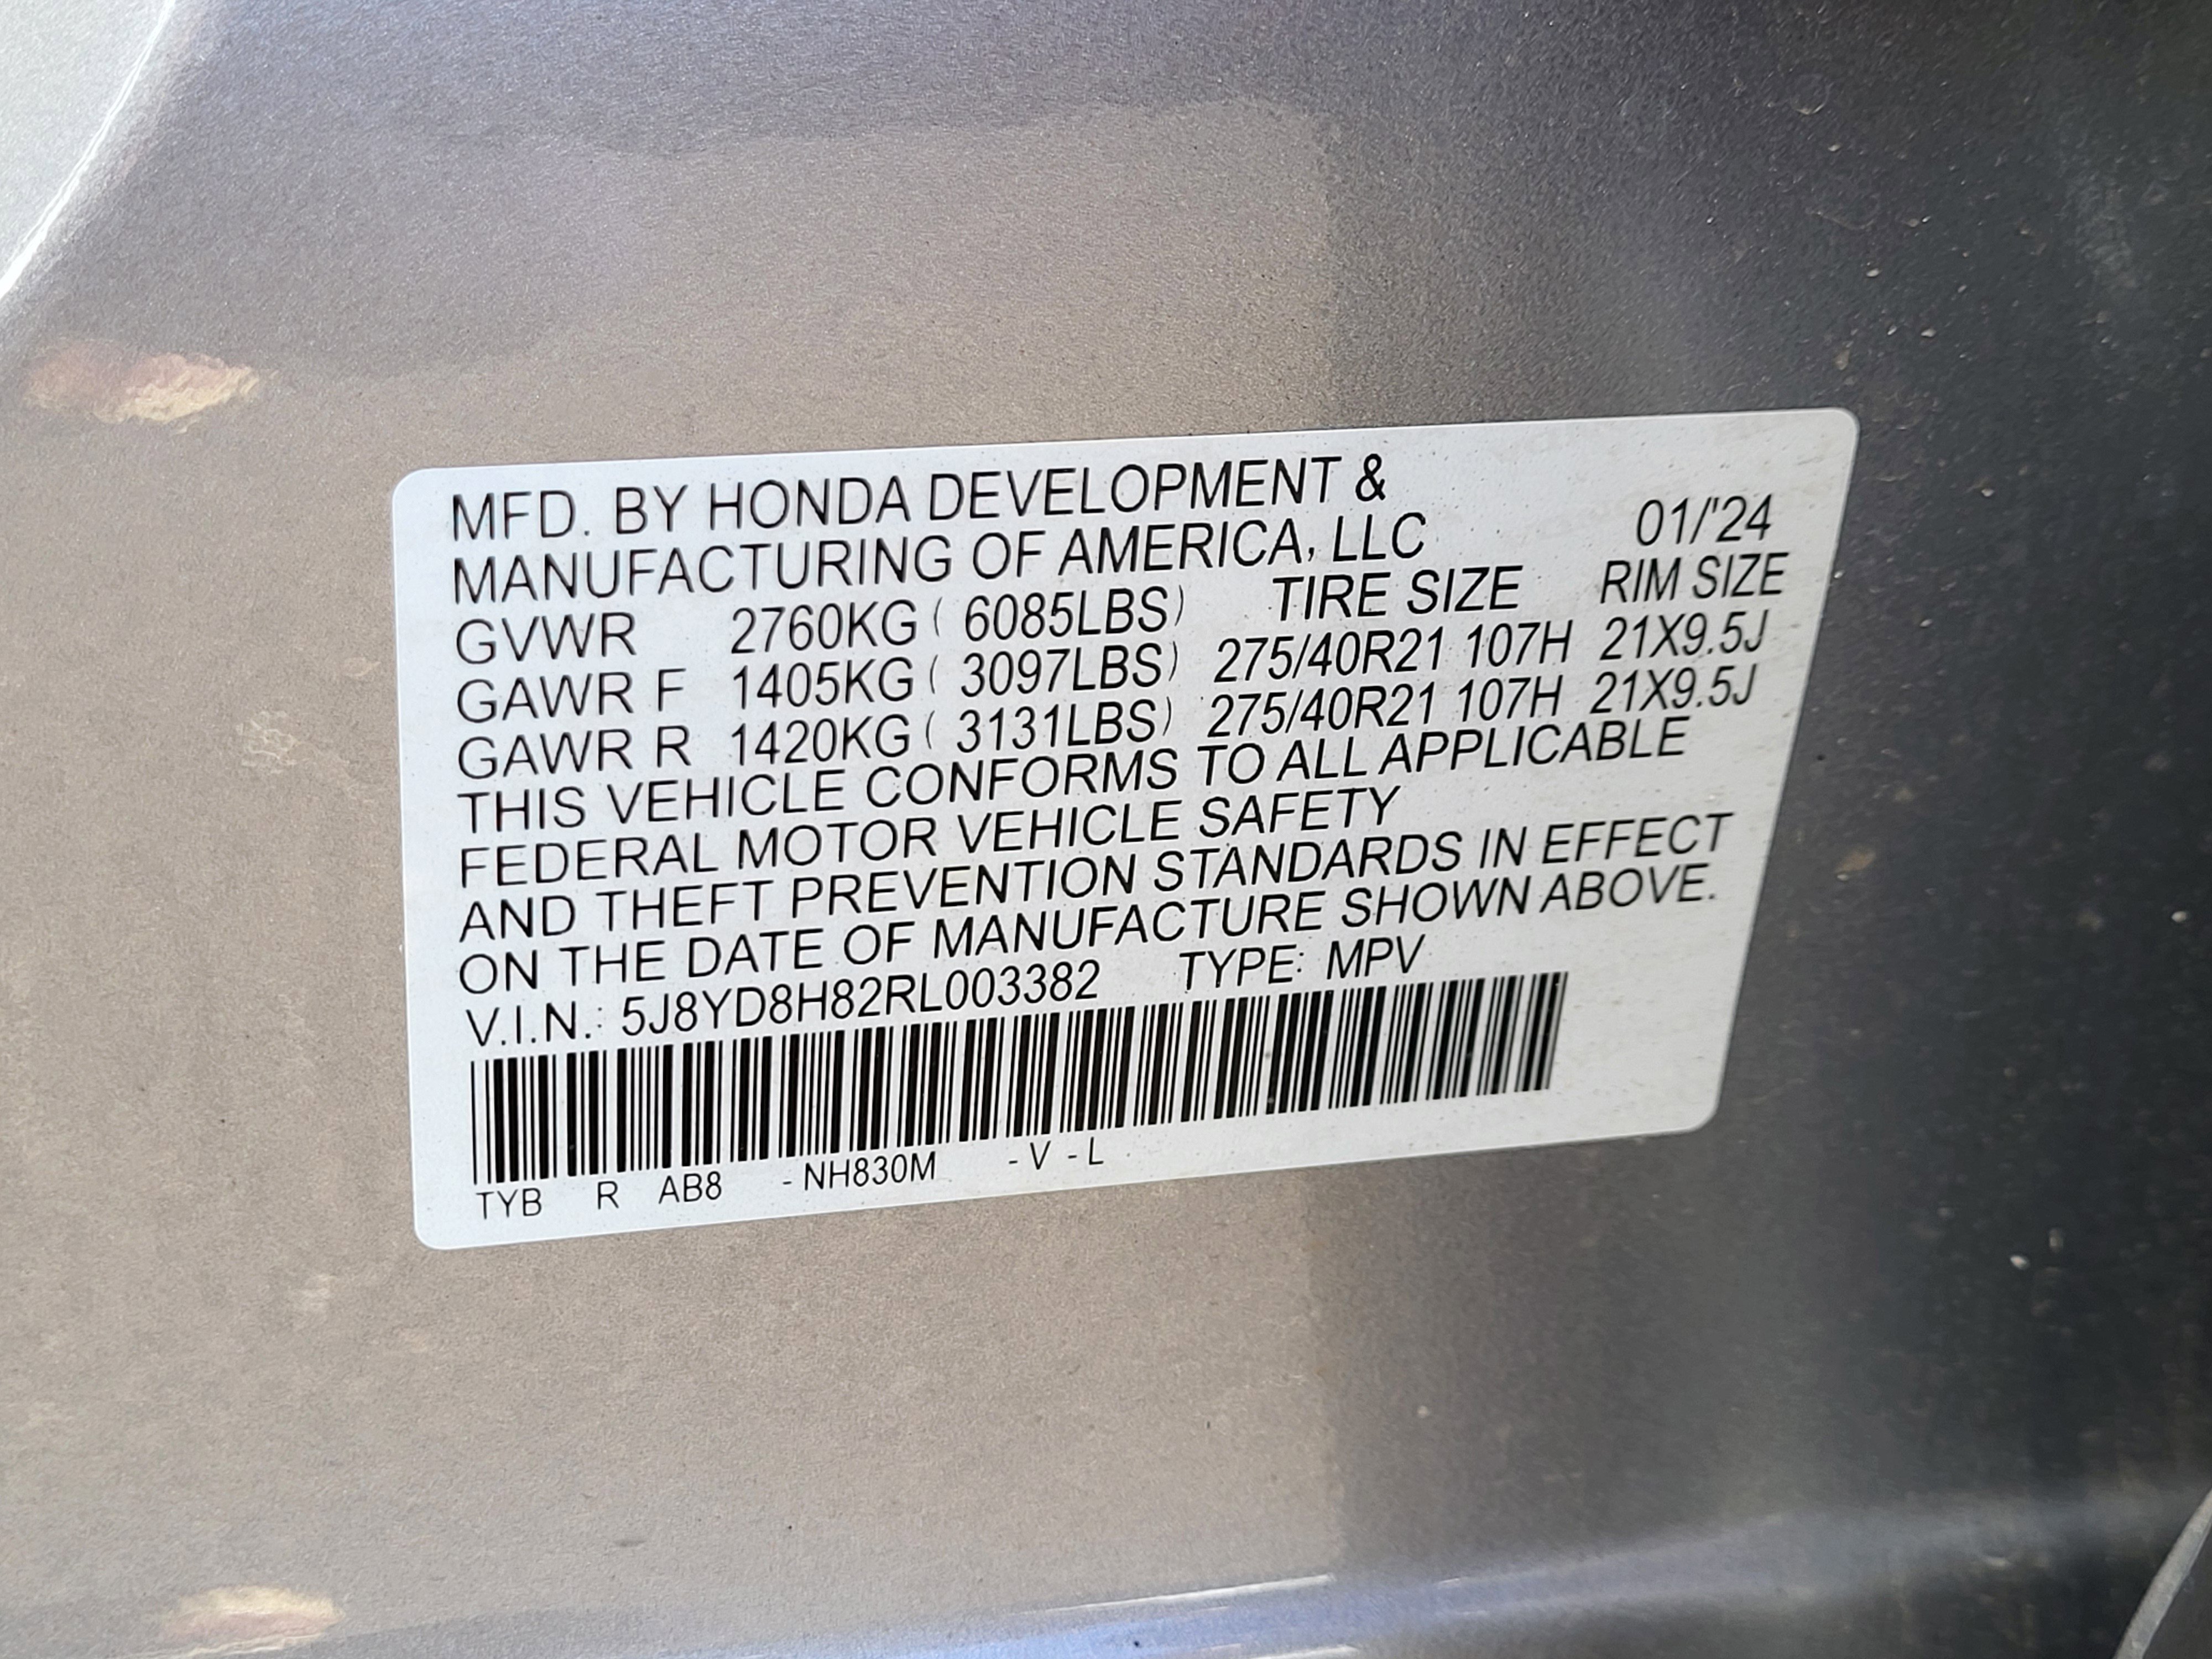 MFD. BY HONDA DEVELOPMENT &
MANUFACTURING OF AMERICA, LLC 01/'24
GVWR 2760KG ( 6085LBS) TIRE SIZE RIM SIZE
GAWR F 1405KG ( 3097LBS) 275/40R21 107H 21X9.5J
GAWR R 1420KG ( 3131LBS) 275/40R21 107H 21X9.5J
THIS VEHICLE CONFORMS TO ALL APPLICABLE
FEDERAL MOTOR VEHICLE SAFETY
AND THEFT PREVENTION STANDARDS IN EFFECT
ON THE DATE OF MANUFACTURE SHOWN ABOVE.
V.I.N.: 5J8YD8H82RL003382 TYPE: MPV
TYB R AB8 - NH830M - V - L